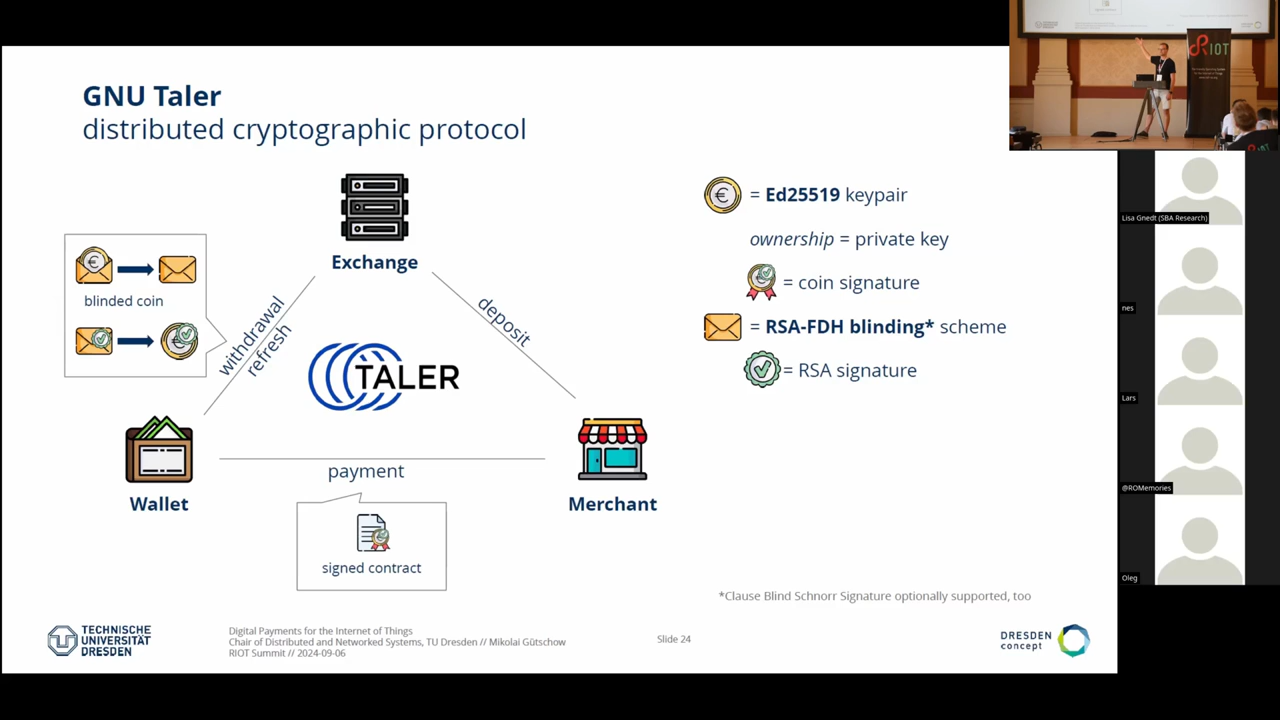 GNU Taler
distributed cryptographic protocol
Exchange
blinded coin
withdrawal
refresh
deposit
TALER
Wallet
payment
Merchant
signed contract
= Ed25519 keypair
ownership = private key
= coin signature
= RSA-FDH blinding* scheme
= RSA signature
*Clause Blind Schnorr Signature optionally supported, too
TECHNISCHE
UNIVERSITÄT
DRESDEN
Digital Payments for the Internet of Things
Chair of Distributed and Networked Systems, TU Dresden // Mikolai Gütschow
RIOT Summit // 2024-09-06
Slide 24
DRESDEN
concept
RIOT
Lisa Gnedt (SBA Research)
nes
Lars
@ROMemories
Oleg